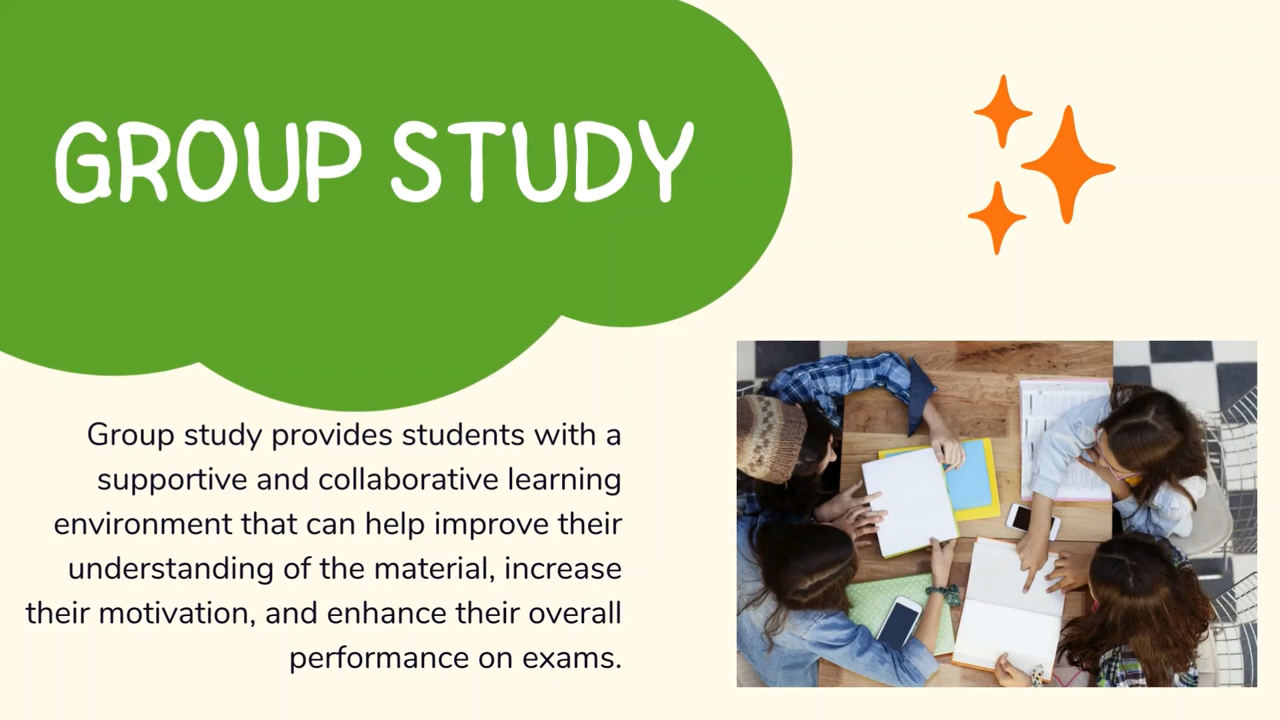 GROUP STUDY
Group study provides students with a
supportive and collaborative learning
environment that can help improve their
understanding of the material, increase
their motivation, and enhance their overall
performance on exams.